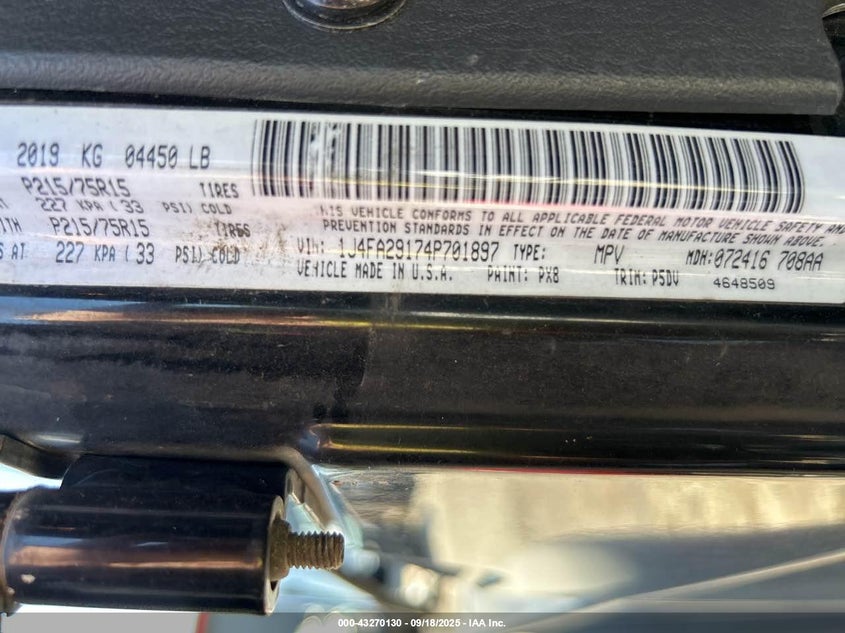 2019 KG 04450 LB
P215/75R15 TIRES
227 KPA ( 33 PSI) COLD
P215/75R15 TIRES
S AT 227 KPA ( 33 PSI) COLD
VEHICLE CONFORMS TO ALL APPLICABLE FEDERAL MOTOR VEHICLE SAFETY AND
PREVENTION STANDARDS IN EFFECT ON THE DATE OF MANUFACTURE SHOWN ABOVE.
VIN: 1J4FA29174P701897 TYPE: MPV MDH: 072416 708AA
VEHICLE MADE IN U.S.A. PAINT: PX8 TRIM: P5DV 4648509
000-43270130 - 09/18/2025 - IAA Inc.